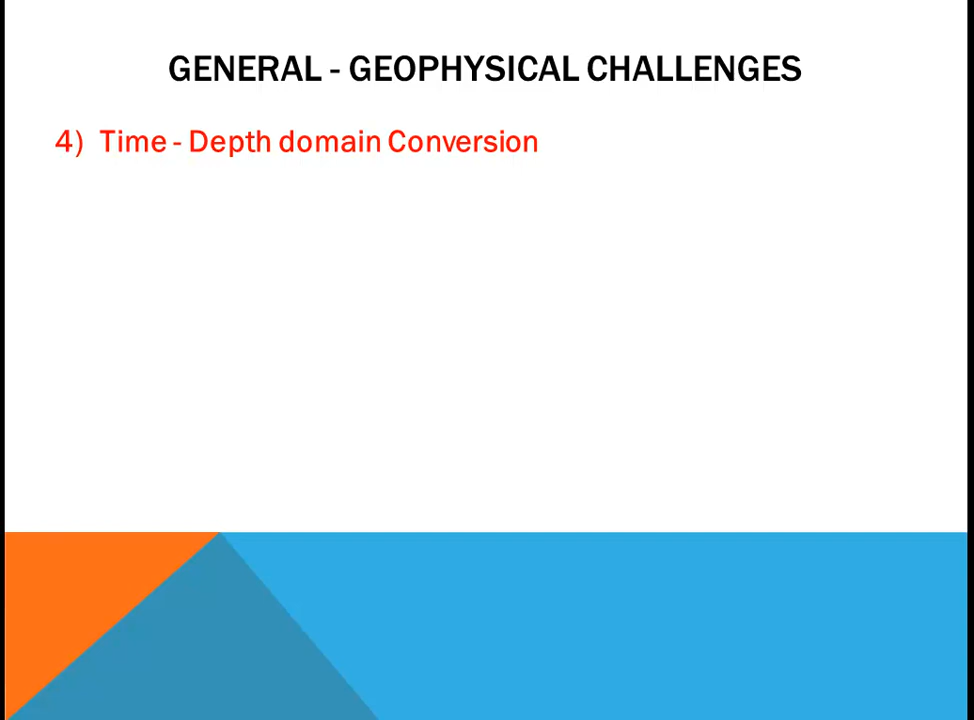 GENERAL - GEOPHYSICAL CHALLENGES
4) Time - Depth domain Conversion